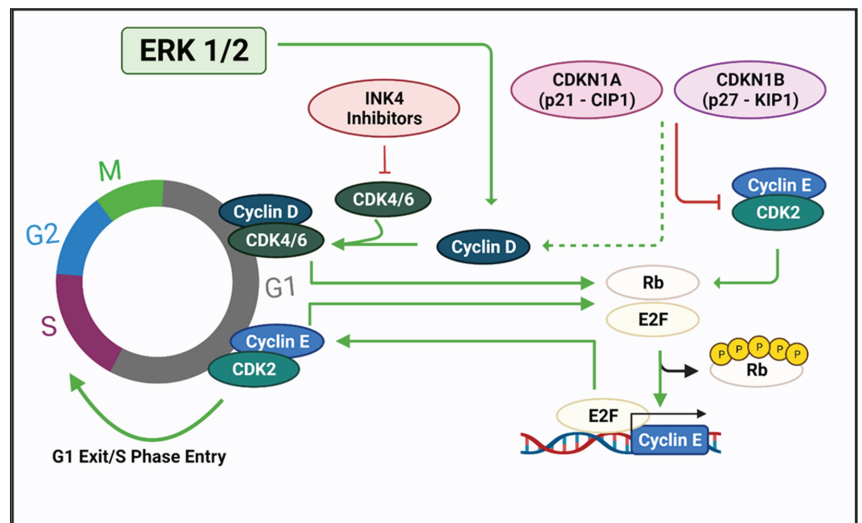 ERK 1/2
INK4
Inhibitors
CDKN1A
(p21 - CIP1)
CDKN1B
(p27 - KIP1)
M
G2
S
G1
Cyclin D
CDK4/6
CDK4/6
Cyclin D
Cyclin E
CDK2
Rb
E2F
Cyclin E
CDK2
P P P P P
Rb
E2F
Cyclin E
G1 Exit/S Phase Entry